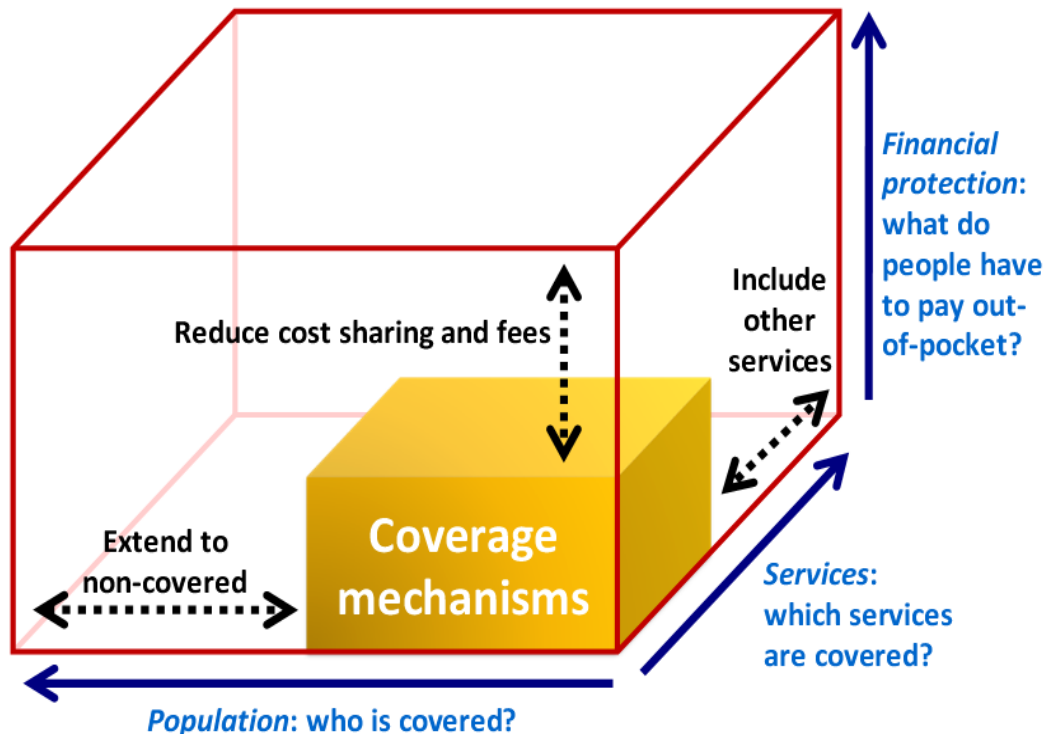 Financial
protection:
what do
people have
to pay out-
of-pocket?
Include
other
services
Reduce cost sharing and fees
Coverage
mechanisms
Extend to
non-covered
Services:
which services
are covered?
Population: who is covered?